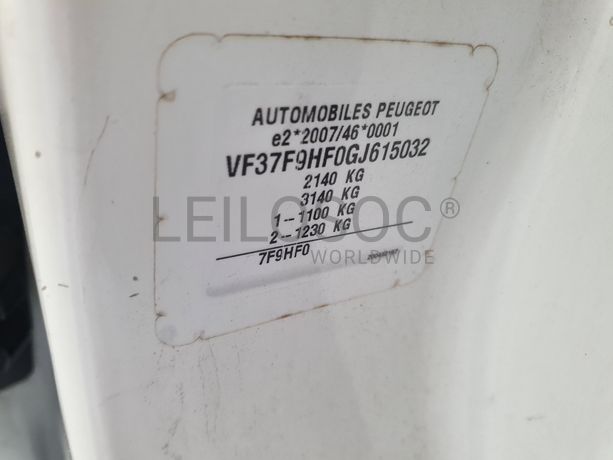 AUTOMOBILES PEUGEOT
e2*2007/46*0001
VF37F9HF0GJ615032
2140 KG
3140 KG
1--1100 KG
2--1230 KG
7F9HF0
LEILOSOC®
WORLDWIDE